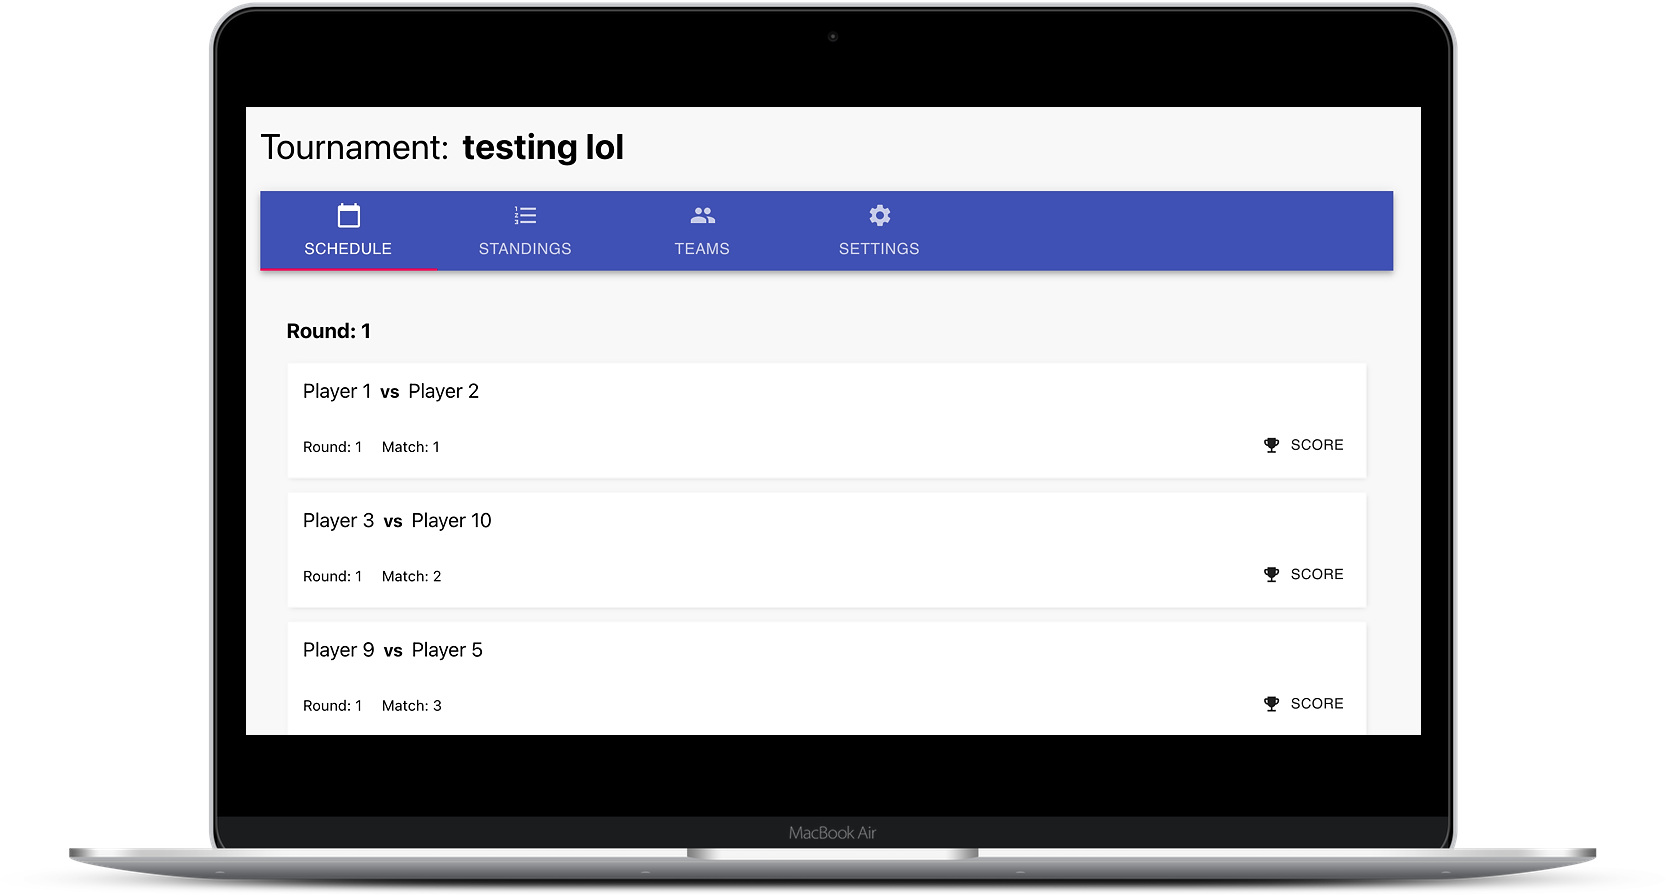 Tournament: testing lol
SCHEDULE STANDINGS TEAMS SETTINGS
Round: 1
Player 1 vs Player 2
Round: 1 Match: 1 SCORE
Player 3 vs Player 10
Round: 1 Match: 2 SCORE
Player 9 vs Player 5
Round: 1 Match: 3 SCORE
MacBook Air